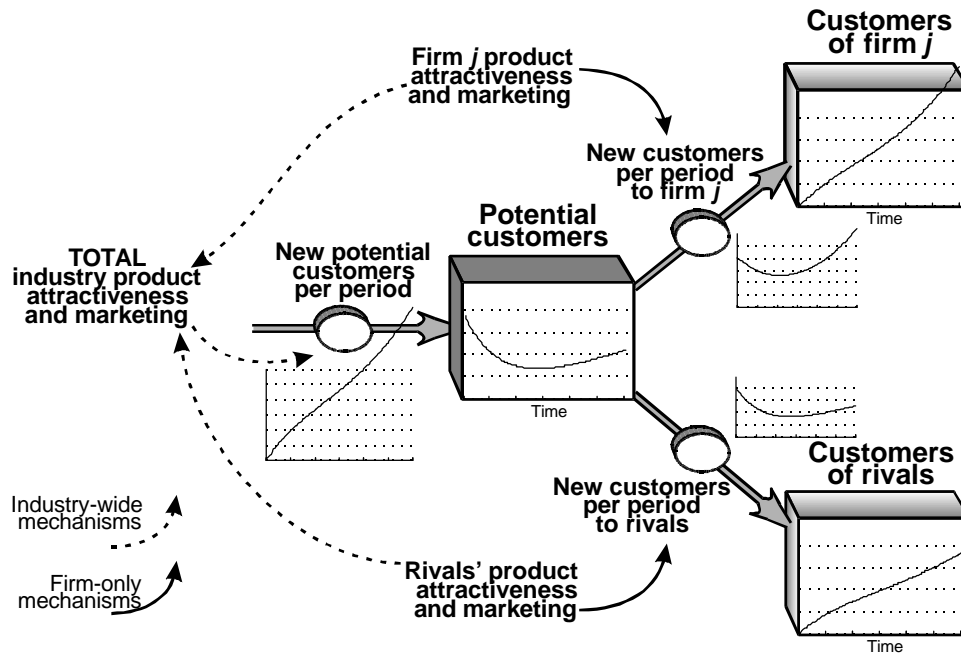 Customers
of firm j
Firm j product
attractiveness
and marketing
New customers
per period
to firm j
Time
Potential
customers
New potential
customers
per period
TOTAL
industry product
attractiveness
and marketing
Time
Customers
of rivals
New customers
per period
to rivals
Industry-wide
mechanisms
Firm-only
mechanisms
Rivals’ product
attractiveness
and marketing
Time